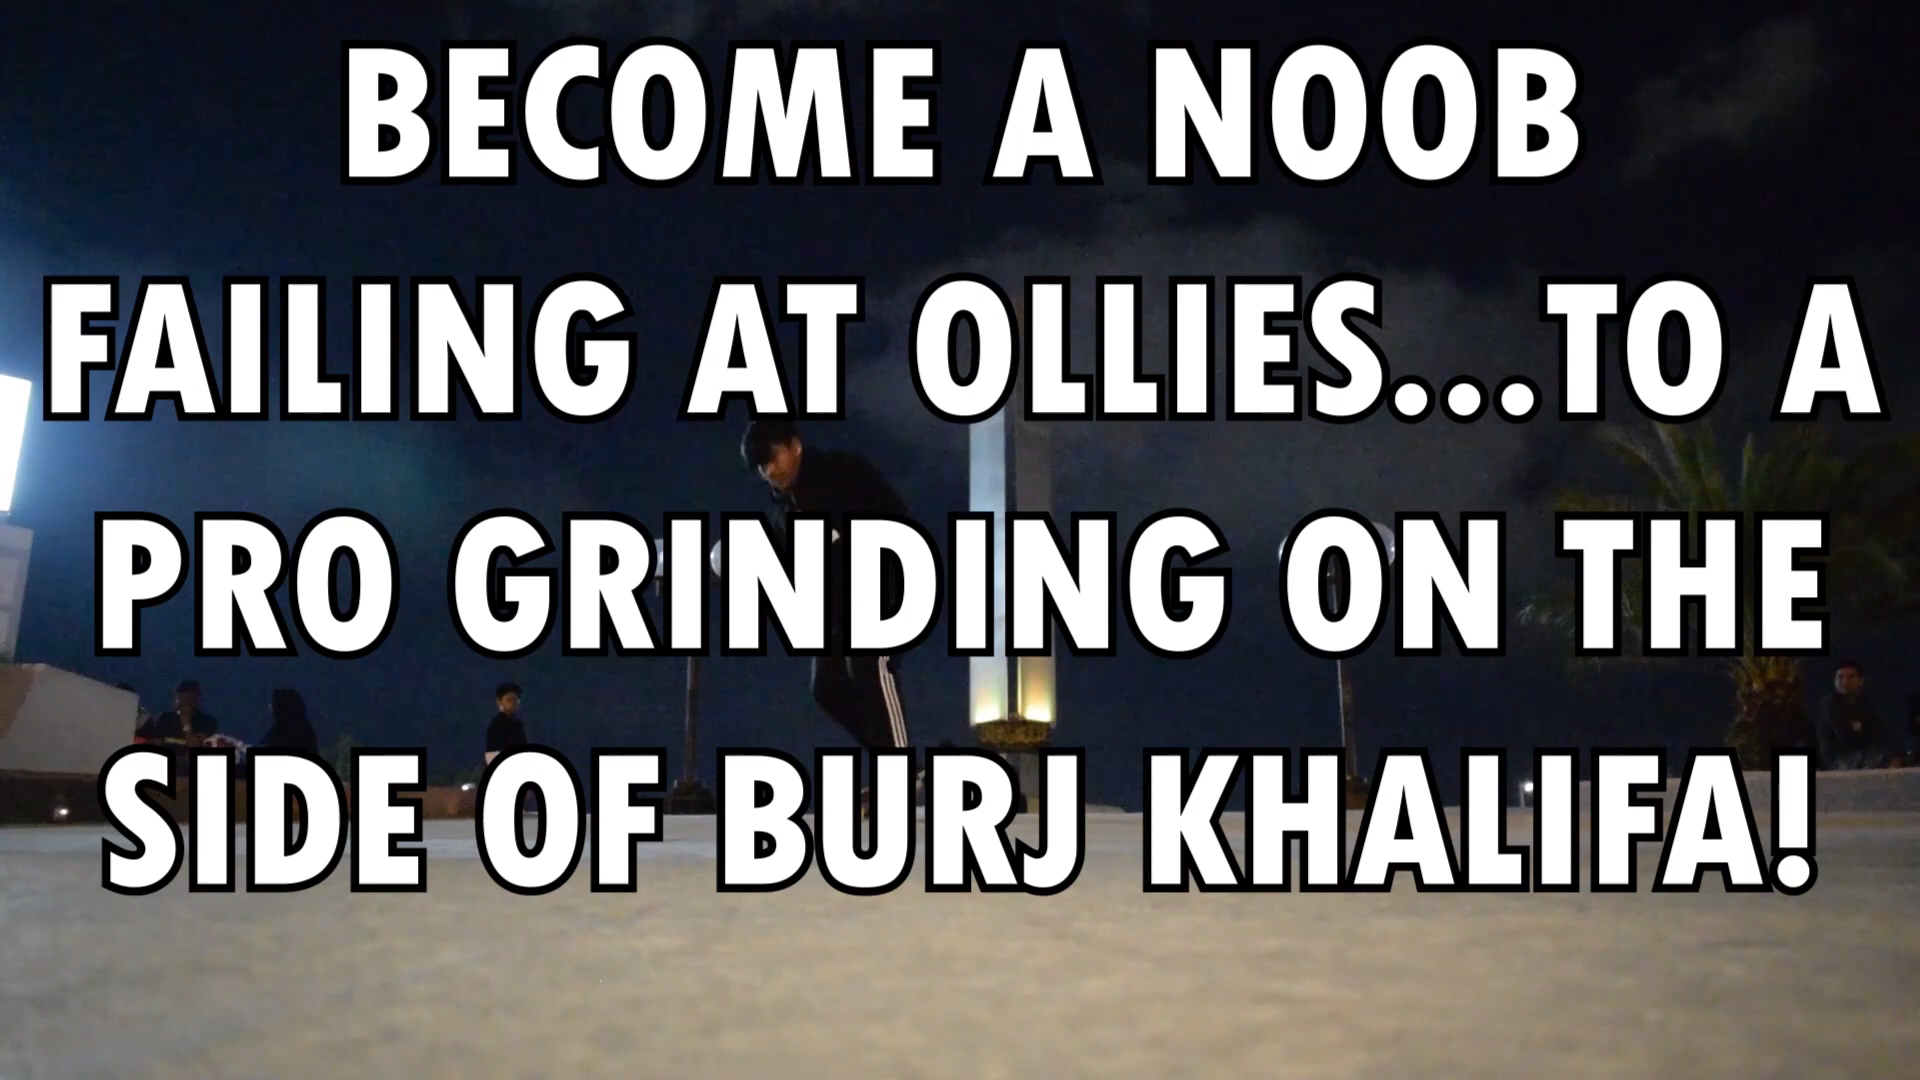 BECOME A NOOB
FAILING AT OLLIES...TO A
PRO GRINDING ON THE
SIDE OF BURJ KHALIFA!